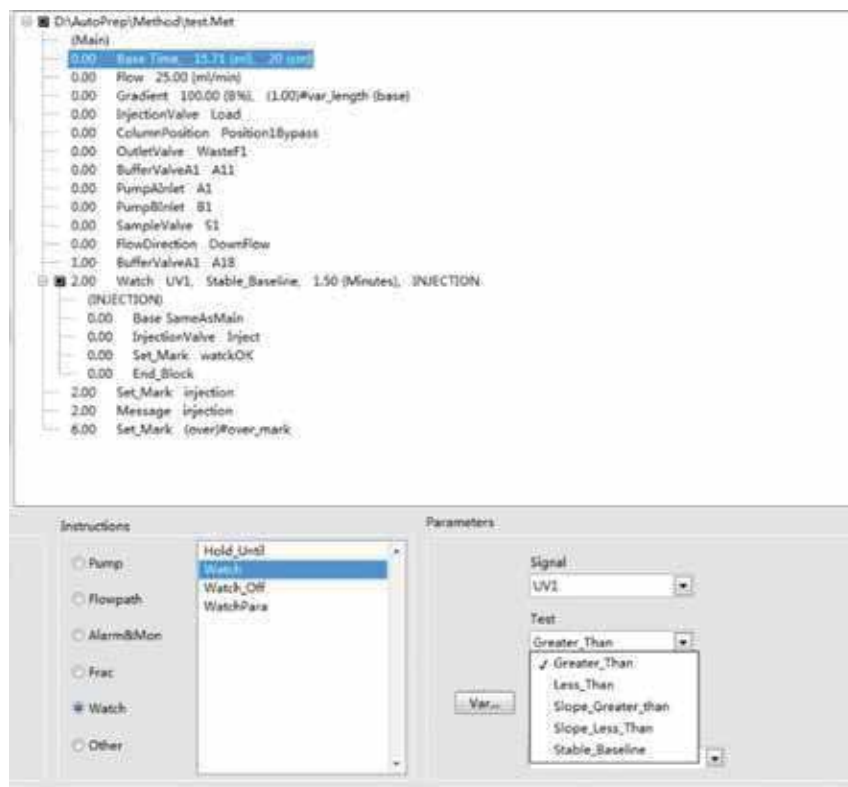 D:\AutoPrep\Method\test.Met
(Main)
0.00 Base Time, 15.71 (ml), 20 (cm)
0.00 Flow 25.00 (ml/min)
0.00 Gradient 100.00 (B%), (1.00)#var_length (base)
0.00 InjectionValve Load
0.00 ColumnPosition Position1Bypass
0.00 OutletValve WasteF1
0.00 BufferValveA1 A11
0.00 PumpAInlet A1
0.00 PumpBInlet B1
0.00 SampleValve S1
0.00 FlowDirection DownFlow
1.00 BufferValveA1 A18
2.00 Watch UV1, Stable_Baseline, 1.50 (Minutes), INJECTION
(INJECTION)
0.00 Base SameAsMain
0.00 InjectionValve Inject
0.00 Set_Mark watckOK
0.00 End_Block
2.00 Set_Mark injection
2.00 Message injection
6.00 Set_Mark (over)#over_mark
Instructions
Pump
Flowpath
Alarm&Mon
Frac
Watch
Other
Hold_Until
Watch
Watch_Off
WatchPara
Parameters
Signal
UV1
Test
Greater_Than
Greater_Than
Less_Than
Slope_Greater_than
Slope_Less_Than
Stable_Baseline
Var...